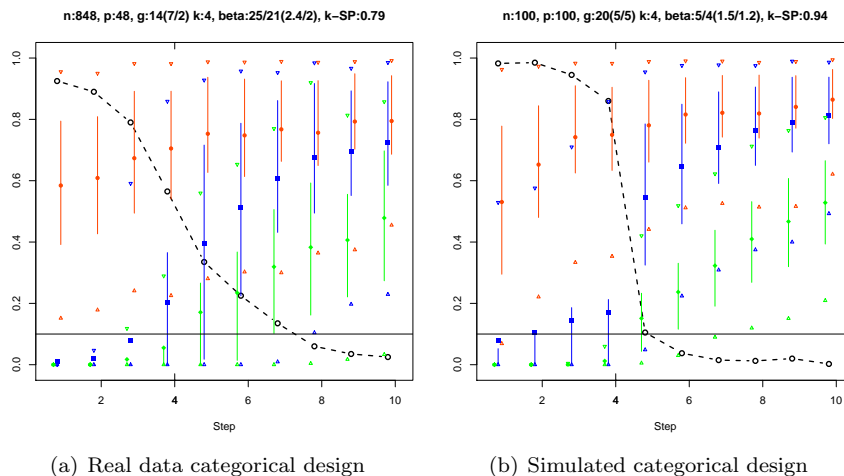 n:848, p:48, g:14(7/2) k:4, beta:25/21(2.4/2), k−SP:0.79
n:100, p:100, g:20(5/5) k:4, beta:5/4(1.5/1.2), k−SP:0.94
1.0
0.8
0.6
0.4
0.2
0.0
2 4 6 8 10
Step
1.0
0.8
0.6
0.4
0.2
0.0
2 4 6 8 10
Step
(a) Real data categorical design
(b) Simulated categorical design